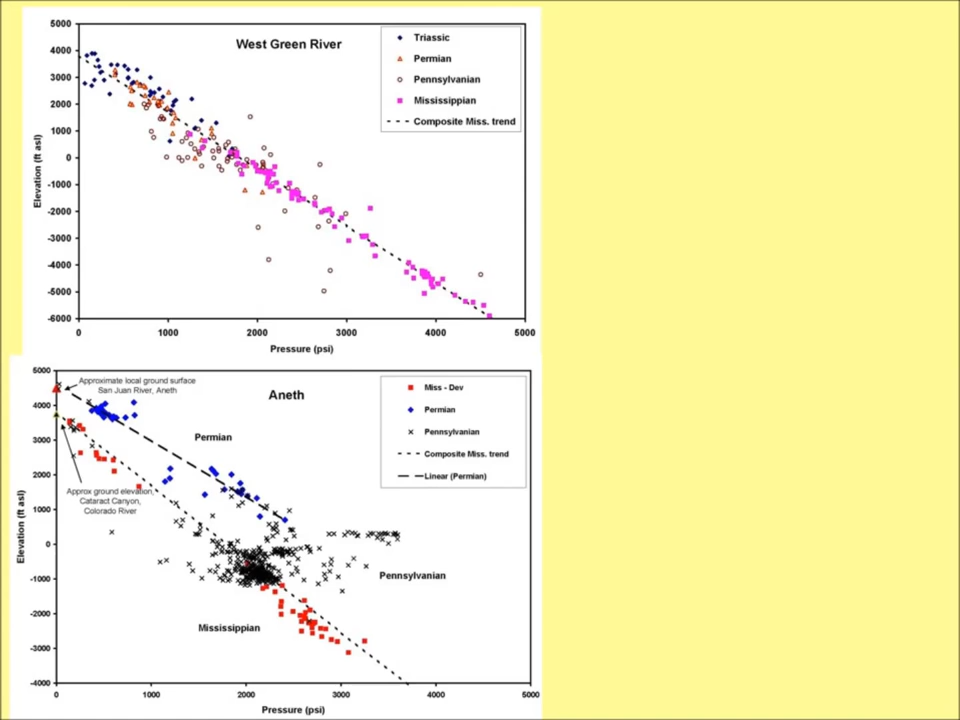 West Green River
5000
4000
3000
2000
1000
0
-1000
-2000
-3000
-4000
-5000
-6000
Elevation (ft asl)
Triassic
Permian
Pennsylvanian
Mississippian
Composite Miss. trend
0 1000 2000 3000 4000 5000
Pressure (psi)
Aneth
5000
4000
3000
2000
1000
0
-1000
-2000
-3000
-4000
Elevation (ft asl)
Approximate local ground surface
San Juan River, Aneth
Permian
Approx ground elevation,
Cataract Canyon,
Colorado River
Pennsylvanian
Mississippian
Miss - Dev
Permian
Pennsylvanian
Composite Miss. trend
Linear (Permian)
0 1000 2000 3000 4000 5000
Pressure (psi)